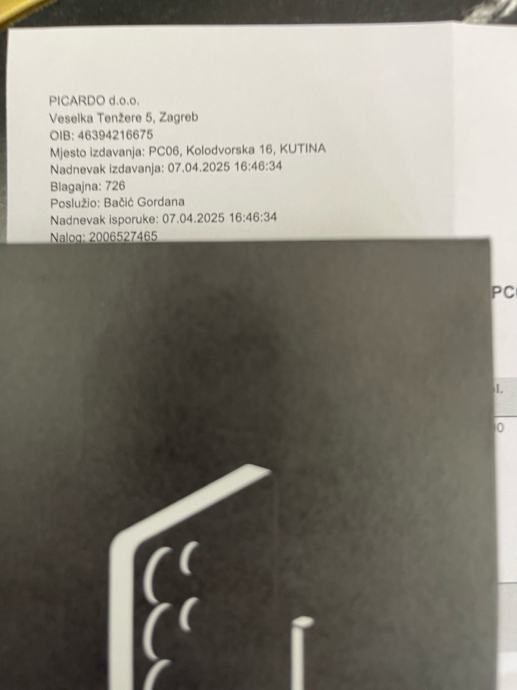 PICARDO d.o.o.
Veselka Tenžere 5, Zagreb
OIB: 46394216675
Mjesto izdavanja: PC06, Kolodvorska 16, KUTINA
Nadnevak izdavanja: 07.04.2025 16:46:34
Blagajna: 726
Poslužio: Bačić Gordana
Nadnevak isporuke: 07.04.2025 16:46:34
Nalog: 2006527465
PC